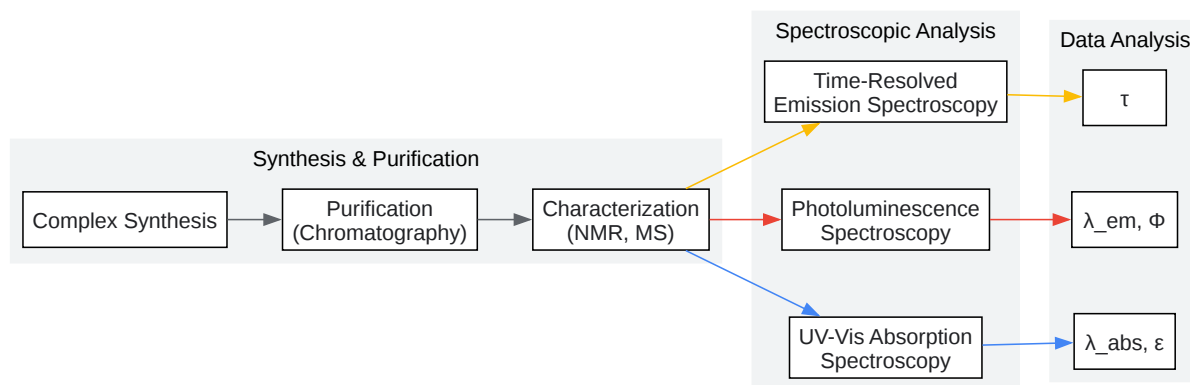 Synthesis & Purification
Complex Synthesis
Purification
(Chromatography)
Characterization
(NMR, MS)
Spectroscopic Analysis
Time-Resolved
Emission Spectroscopy
Photoluminescence
Spectroscopy
UV-Vis Absorption
Spectroscopy
Data Analysis
τ
λ_em, Φ
λ_abs, ε